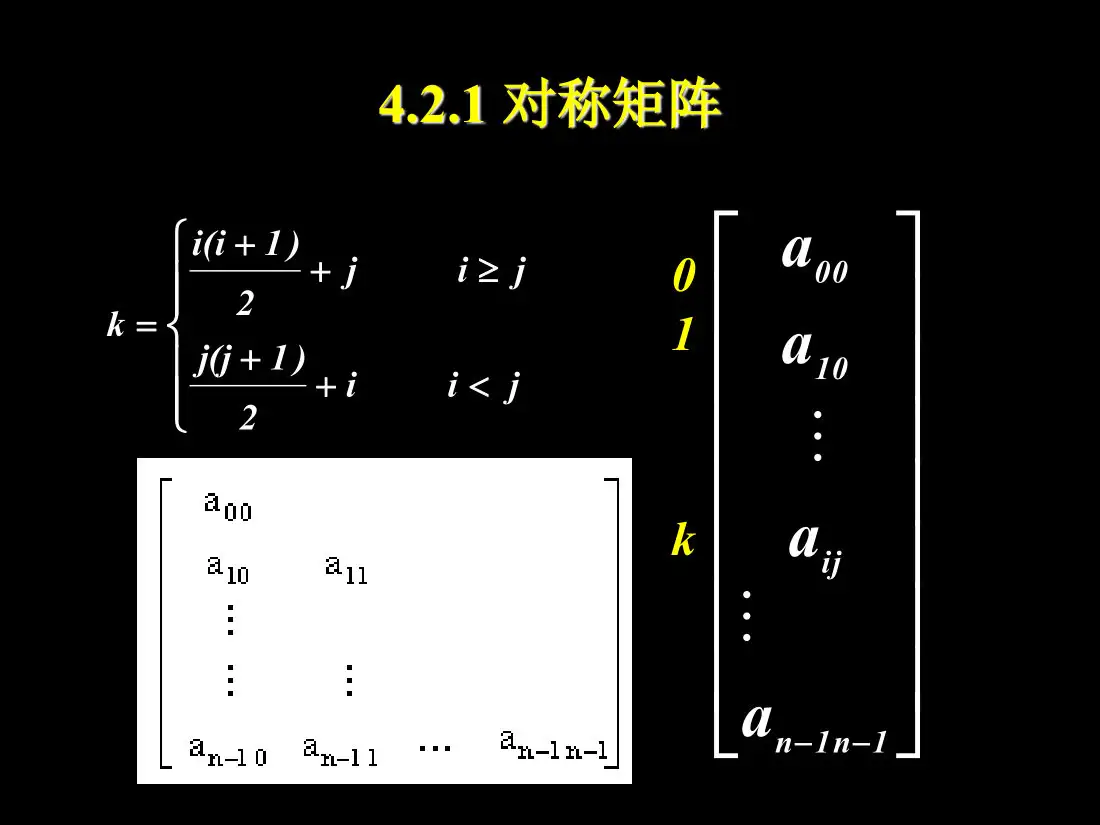 4.2.1 对称矩阵
k = { i(i + 1)/2 + j    i ≥ j
j(j + 1)/2 + i    i < j
0 a₀₀
1 a₁₀
⋮
k aᵢⱼ
⋮
aₙ₋₁ₙ₋₁
a₀₀
a₁₀ a₁₁
⋮
⋮ ⋮
aₙ₋₁ ₀ aₙ₋₁ ₁ … aₙ₋₁ ₙ₋₁